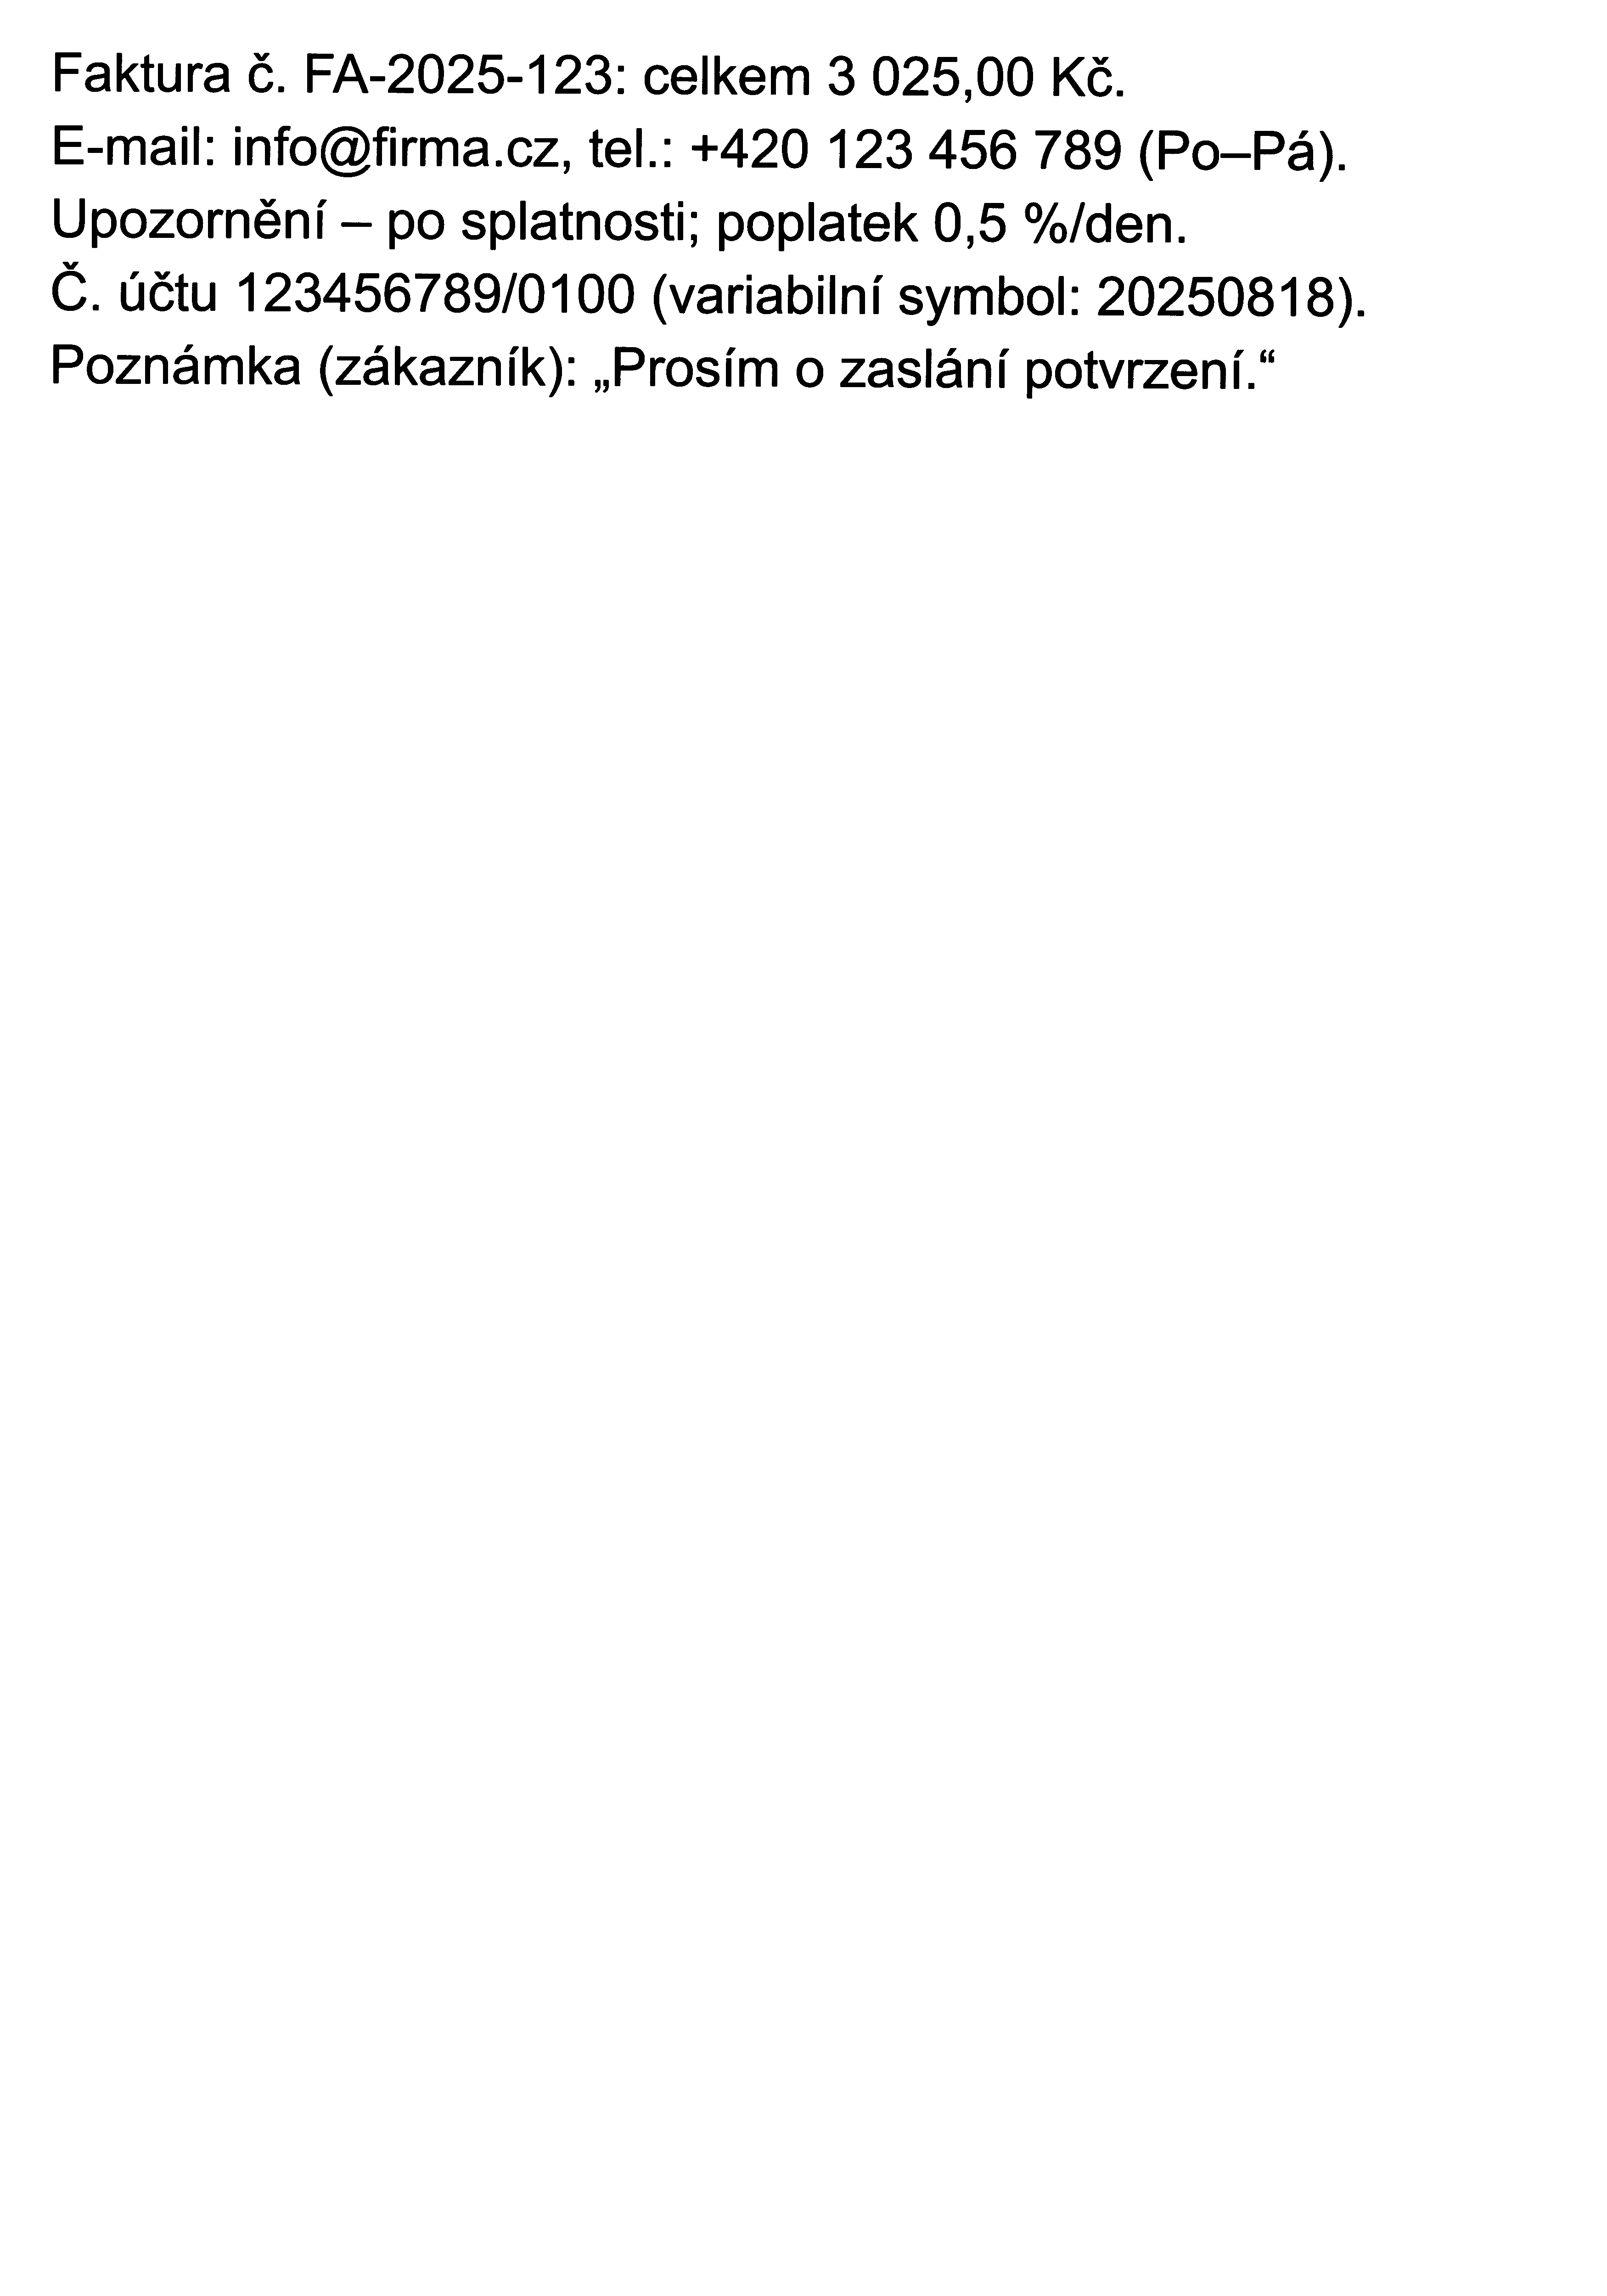 Faktura č. FA-2025-123: celkem 3 025,00 Kč.
E-mail: info@firma.cz, tel.: +420 123 456 789 (Po–Pá).
Upozornění – po splatnosti; poplatek 0,5 %/den.
Č. účtu 123456789/0100 (variabilní symbol: 20250818).
Poznámka (zákazník): „Prosím o zaslání potvrzení.“